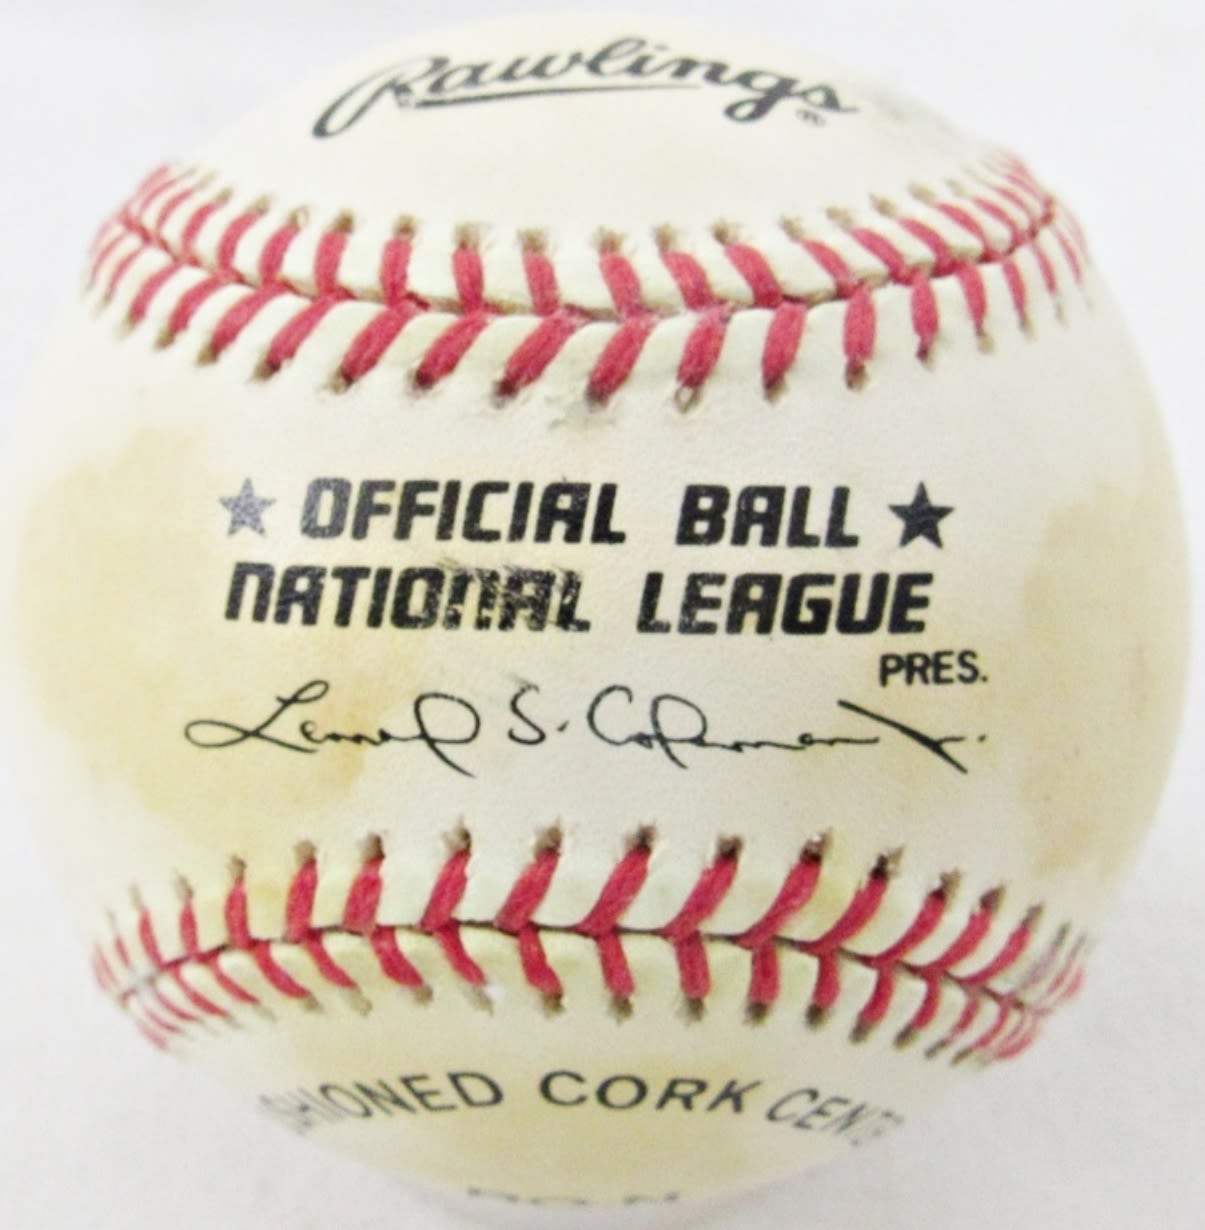 Rawlings®
★ OFFICIAL BALL ★
NATIONAL LEAGUE
PRES.
Leonard S. Coleman Jr.
CORK